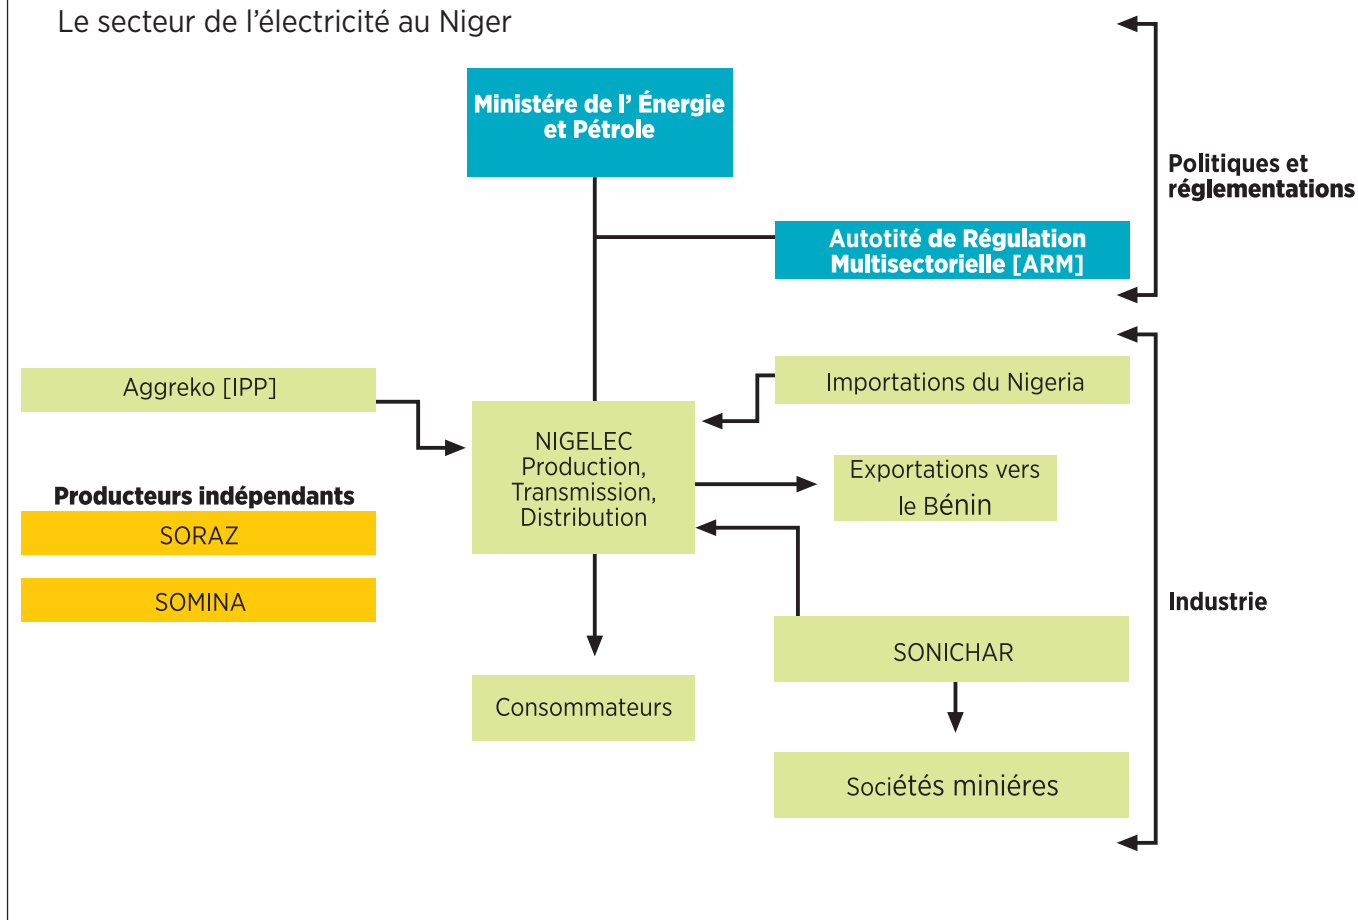 Le secteur de l’électricité au Niger
Ministére de l’ Énergie
et Pétrole
Politiques et
réglementations
Autotité de Régulation
Multisectorielle [ARM]
Aggreko [IPP]
Importations du Nigeria
NIGELEC
Production,
Transmission,
Distribution
Exportations vers
le Bénin
Producteurs indépendants
SORAZ
SOMINA
Industrie
SONICHAR
Consommateurs
Sociétés miniéres